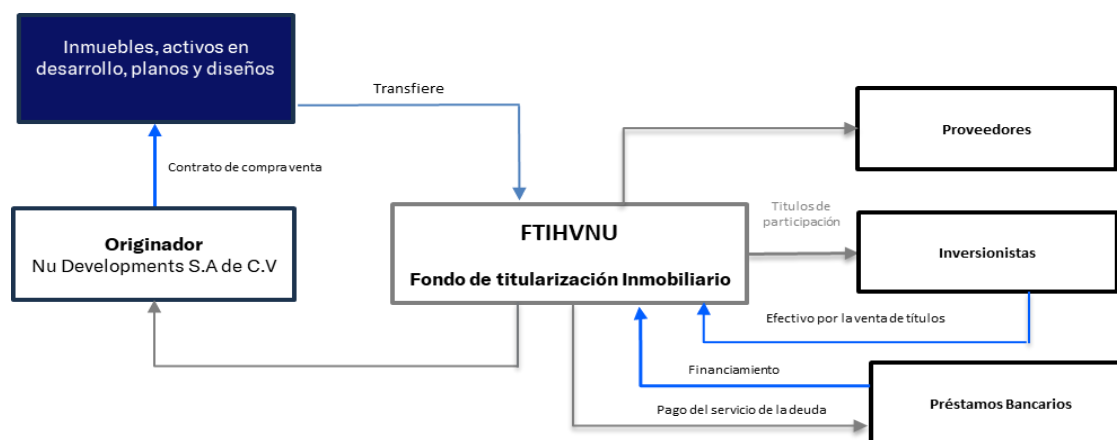 Inmuebles, activos en
desarrollo, planos y diseños
Transfiere
Proveedores
Contrato de compraventa
Originador
Nu Developments S.A de C.V
FTIHVNU
Fondo de titularización Inmobiliario
Titulos de
participación
Inversionistas
Efectivo por la venta de títulos
Financiamiento
Pago del servicio de la deuda
Préstamos Bancarios